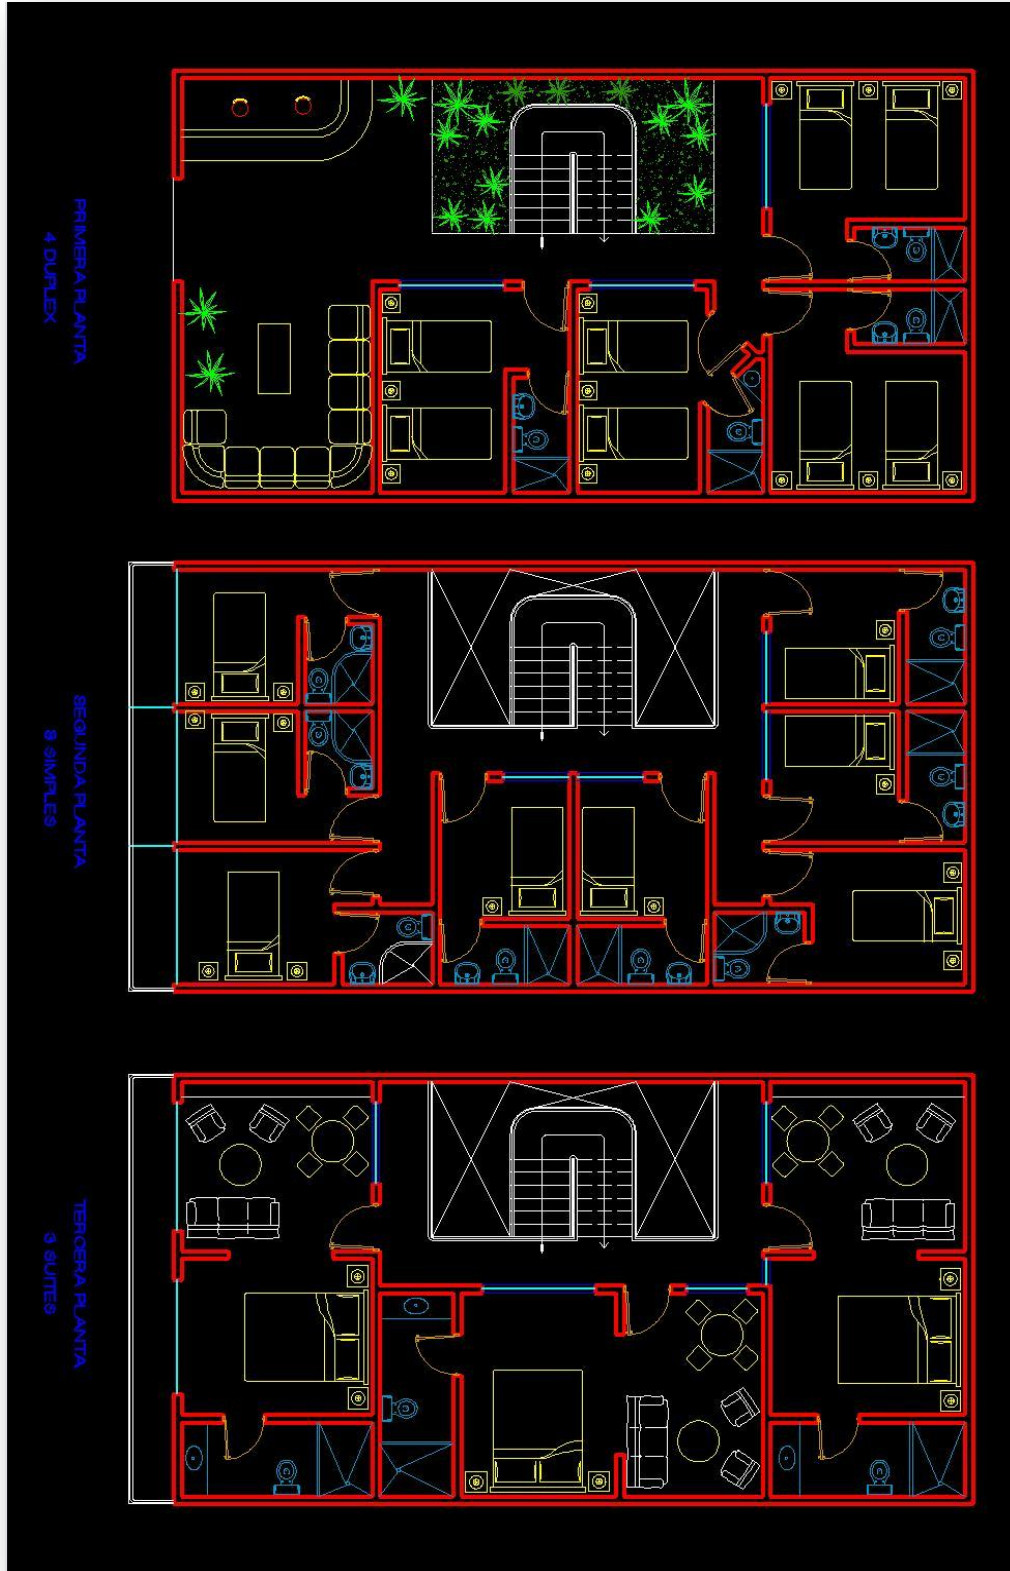 PRIMERA PLANTA
4 DUPLEX
SEGUNDA PLANTA
8 SIMPLES
TERCERA PLANTA
3 SUITES